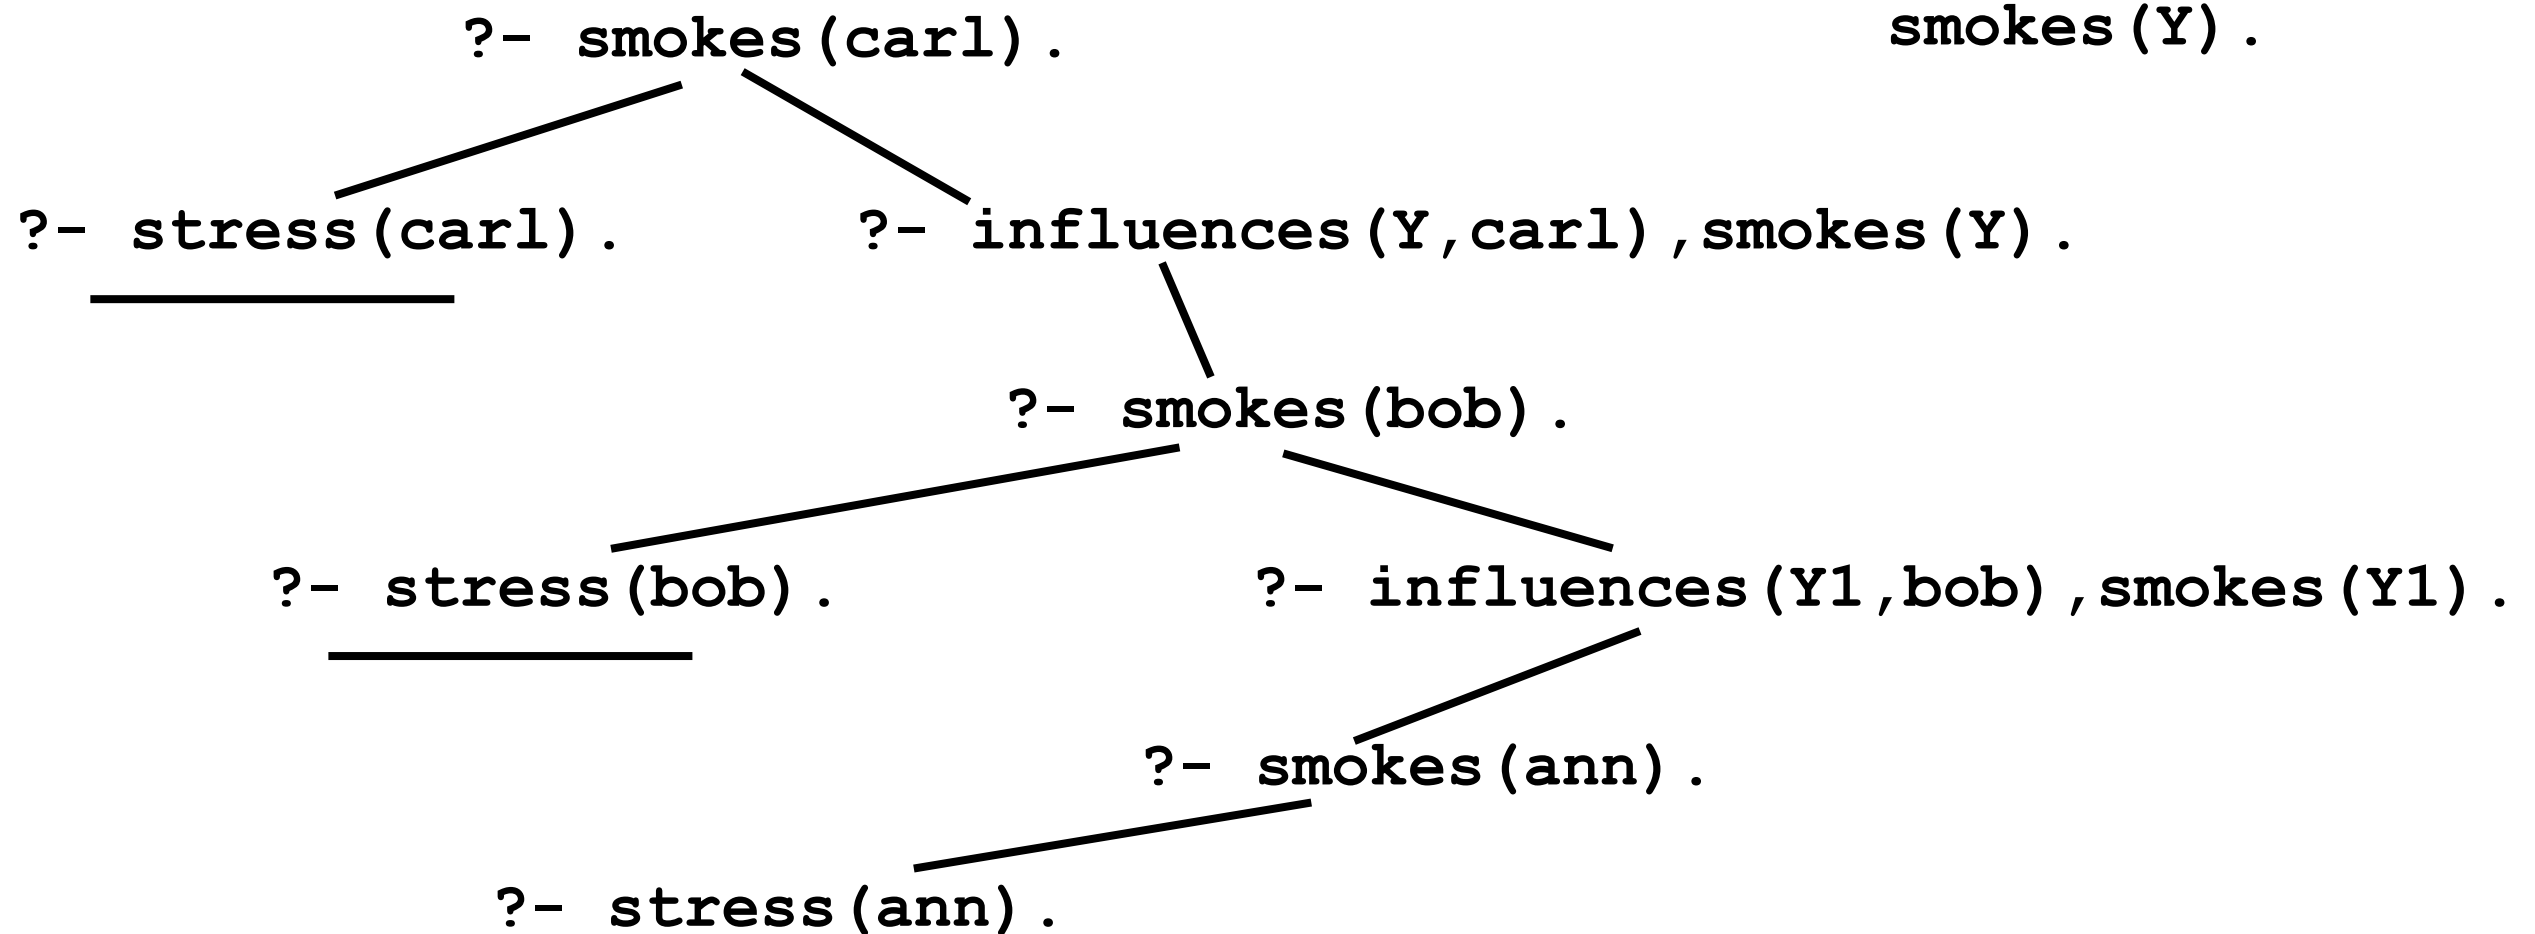 ?- smokes(carl).
smokes(Y).
?- stress(carl).
?- influences(Y,carl),smokes(Y).
?- smokes(bob).
?- stress(bob).
?- influences(Y1,bob),smokes(Y1).
?- smokes(ann).
?- stress(ann).